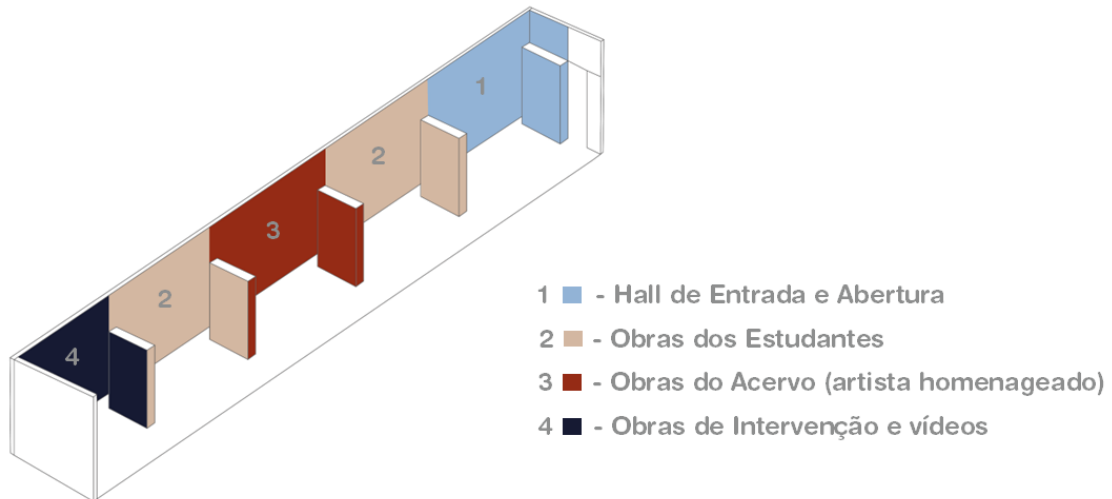 1
2
3
2
4
1 - Hall de Entrada e Abertura
2 - Obras dos Estudantes
3 - Obras do Acervo (artista homenageado)
4 - Obras de Intervenção e vídeos